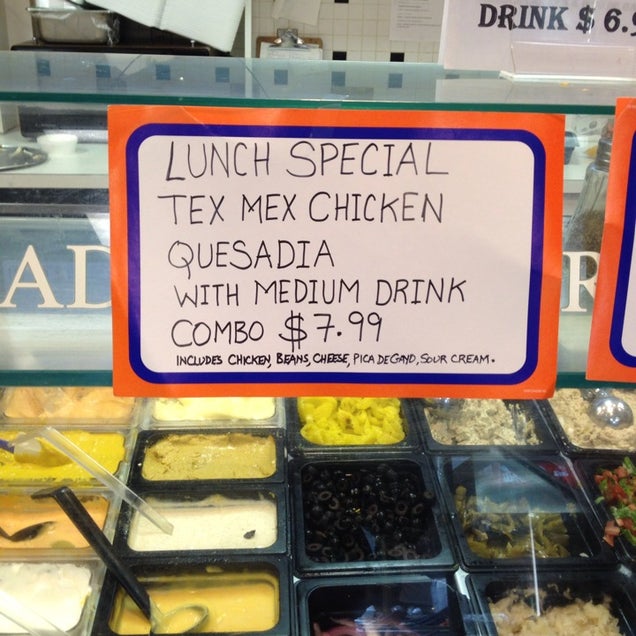 DRINK $ 6.9
LUNCH SPECIAL
TEX MEX CHICKEN
QUESADIA
WITH MEDIUM DRINK
COMBO $7.99
INCLUDES CHICKEN, BEANS, CHEESE, PICA DE GAYO, SOUR CREAM.
AD
R